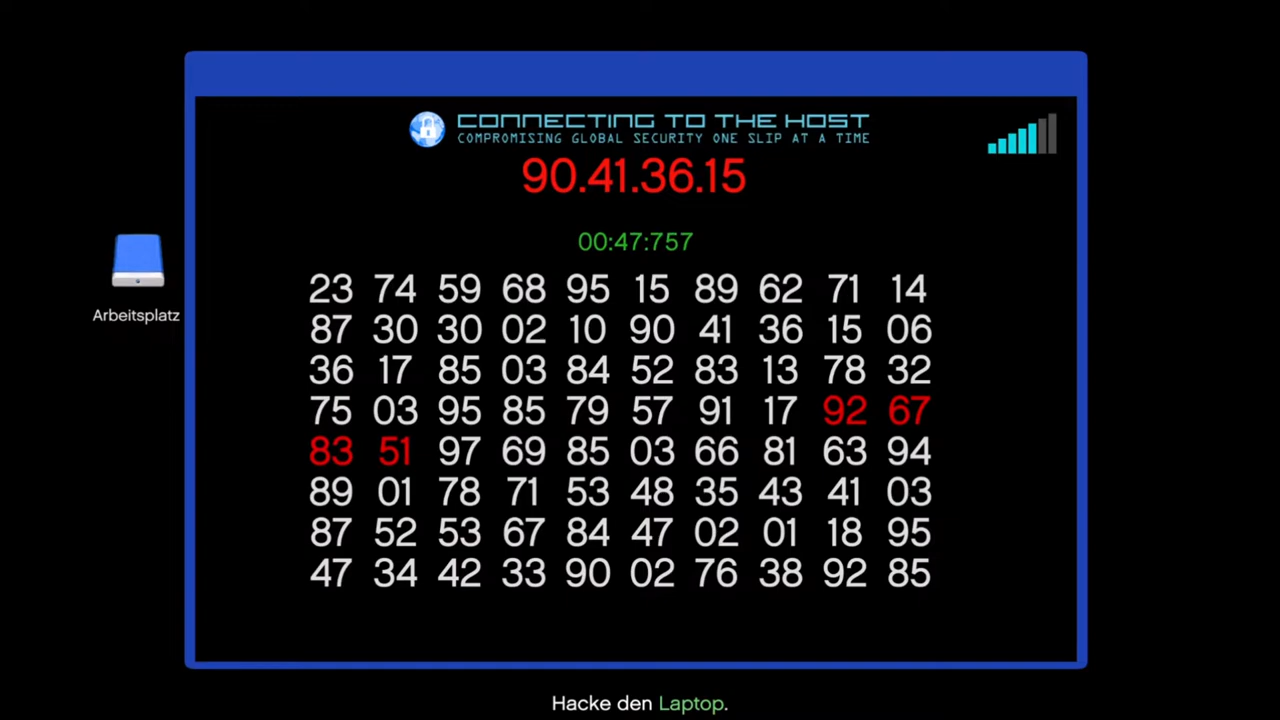 CONNECTING TO THE HOST
COMPROMISING GLOBAL SECURITY ONE SLIP AT A TIME
90.41.36.15
00:47:757
23 74 59 68 95 15 89 62 71 14
87 30 30 02 10 90 41 36 15 06
36 17 85 03 84 52 83 13 78 32
75 03 95 85 79 57 91 17 92 67
83 51 97 69 85 03 66 81 63 94
89 01 78 71 53 48 35 43 41 03
87 52 53 67 84 47 02 01 18 95
47 34 42 33 90 02 76 38 92 85
Arbeitsplatz
Hacke den Laptop.